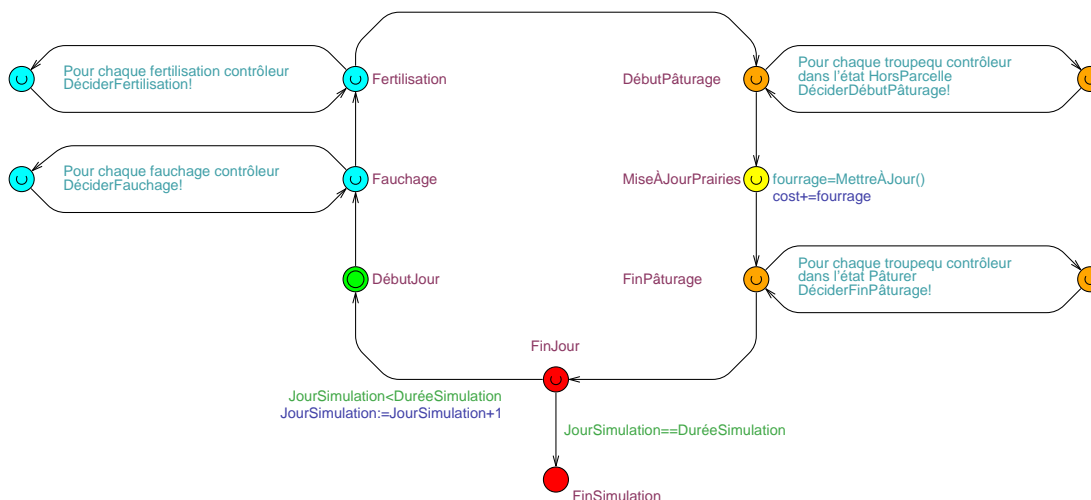 Pour chaque fertilisation contrôleur
DéciderFertilisation!
Fertilisation
DébutPâturage
Pour chaque troupequ contrôleur
dans l'état HorsParcelle
DéciderDébutPâturage!
Pour chaque fauchage contrôleur
DéciderFauchage!
Fauchage
MiseÀJourPrairies
fourrage=MettreÀJour()
cost+=fourrage
DébutJour
FinPâturage
Pour chaque troupequ contrôleur
dans l'état Pâturer
DéciderFinPâturage!
FinJour
JourSimulation<DuréeSimulation
JourSimulation:=JourSimulation+1
JourSimulation==DuréeSimulation
FinSimulation